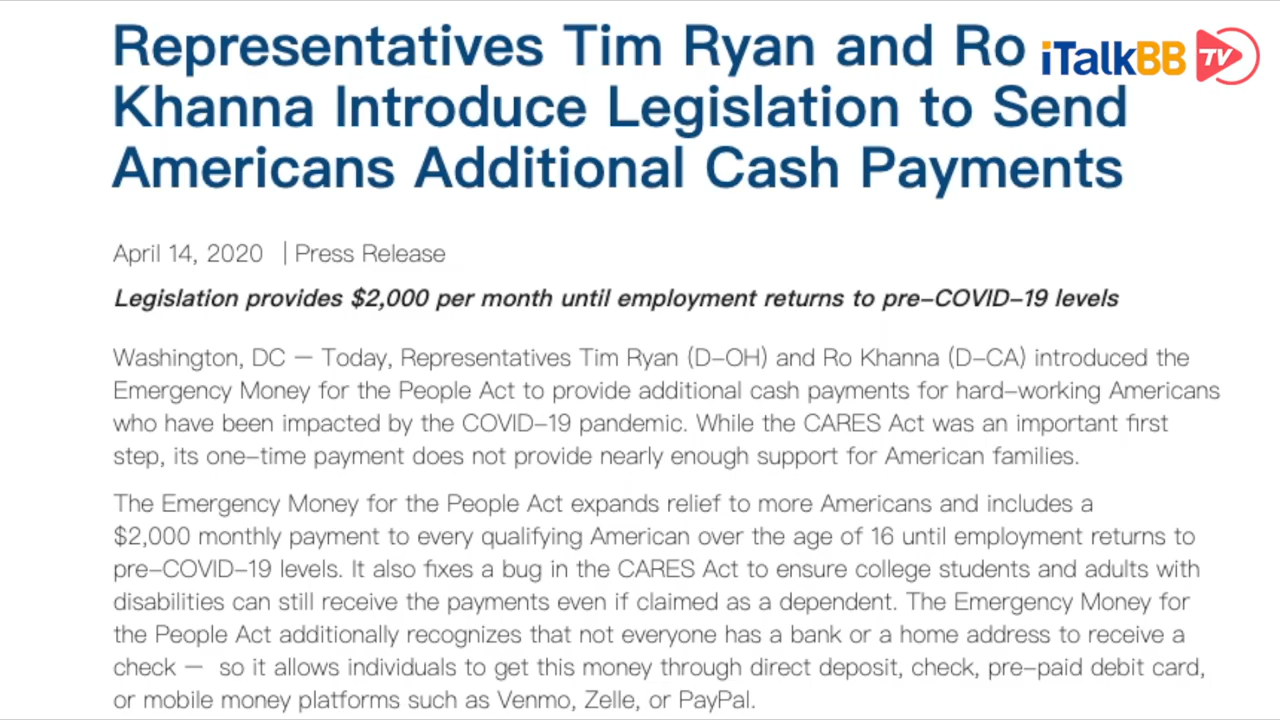 Representatives Tim Ryan and Ro
iTalkBB TV
Khanna Introduce Legislation to Send
Americans Additional Cash Payments
April 14, 2020 | Press Release
Legislation provides $2,000 per month until employment returns to pre–COVID–19 levels
Washington, DC — Today, Representatives Tim Ryan (D–OH) and Ro Khanna (D–CA) introduced the
Emergency Money for the People Act to provide additional cash payments for hard–working Americans
who have been impacted by the COVID–19 pandemic. While the CARES Act was an important first
step, its one–time payment does not provide nearly enough support for American families.
The Emergency Money for the People Act expands relief to more Americans and includes a
$2,000 monthly payment to every qualifying American over the age of 16 until employment returns to
pre–COVID–19 levels. It also fixes a bug in the CARES Act to ensure college students and adults with
disabilities can still receive the payments even if claimed as a dependent. The Emergency Money for
the People Act additionally recognizes that not everyone has a bank or a home address to receive a
check — so it allows individuals to get this money through direct deposit, check, pre–paid debit card,
or mobile money platforms such as Venmo, Zelle, or PayPal.